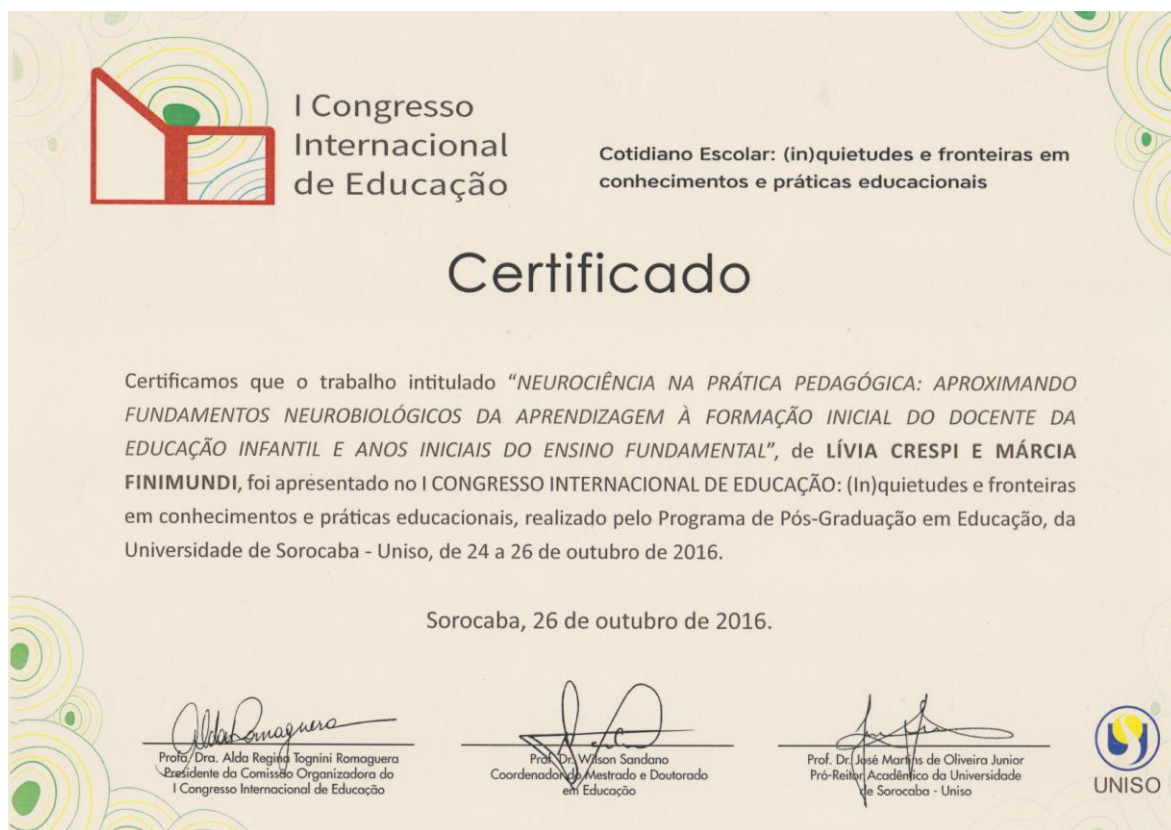 I Congresso
Internacional
de Educação
Cotidiano Escolar: (in)quietudes e fronteiras em
conhecimentos e práticas educacionais
Certificado
Certificamos que o trabalho intitulado “NEUROCIÊNCIA NA PRÁTICA PEDAGÓGICA: APROXIMANDO
FUNDAMENTOS NEUROBIOLÓGICOS DA APRENDIZAGEM À FORMAÇÃO INICIAL DO DOCENTE DA
EDUCAÇÃO INFANTIL E ANOS INICIAIS DO ENSINO FUNDAMENTAL”, de LÍVIA CRESPI E MÁRCIA
FINIMUNDI, foi apresentado no I CONGRESSO INTERNACIONAL DE EDUCAÇÃO: (In)quietudes e fronteiras
em conhecimentos e práticas educacionais, realizado pelo Programa de Pós-Graduação em Educação, da
Universidade de Sorocaba - Uniso, de 24 a 26 de outubro de 2016.
Sorocaba, 26 de outubro de 2016.
Alda Romaguera
Profa. Dra. Alda Regina Tognini Romaguera
Presidente da Comissão Organizadora do
I Congresso Internacional de Educação
Prof. Dr. Wilson Sandano
Coordenador do Mestrado e Doutorado
em Educação
Prof. Dr. José Martins de Oliveira Junior
Pró-Reitor Acadêmico da Universidade
de Sorocaba - Uniso
UNISO